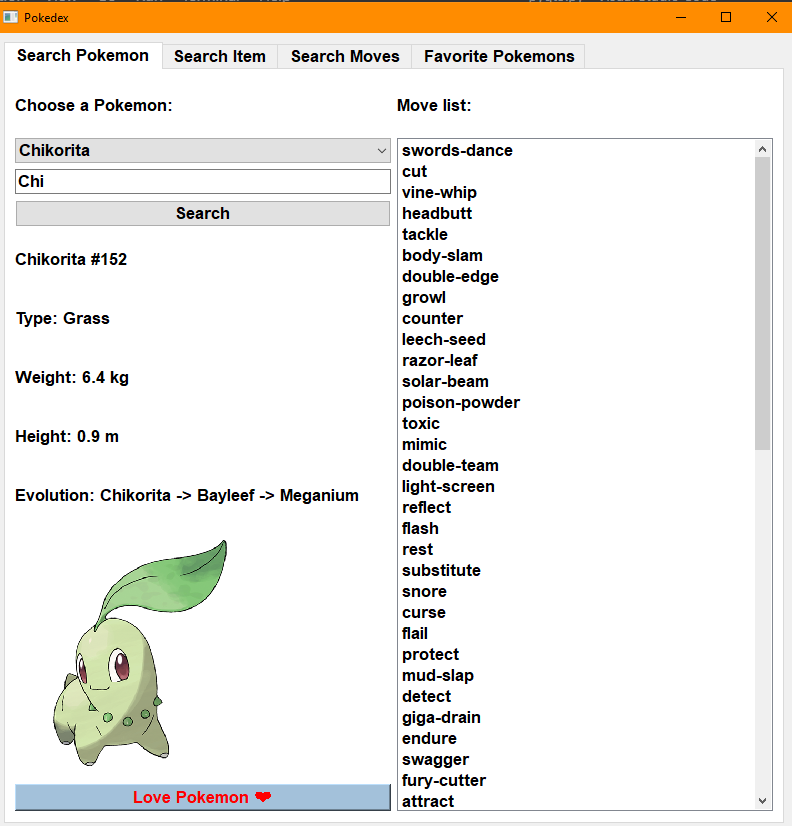 Pokedex
Search Pokemon
Search Item
Search Moves
Favorite Pokemons
Choose a Pokemon:
Chikorita
Chi
Search
Chikorita #152
Type: Grass
Weight: 6.4 kg
Height: 0.9 m
Evolution: Chikorita -> Bayleef -> Meganium
Love Pokemon ❤
Move list:
swords-dance
cut
vine-whip
headbutt
tackle
body-slam
double-edge
growl
counter
leech-seed
razor-leaf
solar-beam
poison-powder
toxic
mimic
double-team
light-screen
reflect
flash
rest
substitute
snore
curse
flail
protect
mud-slap
detect
giga-drain
endure
swagger
fury-cutter
attract